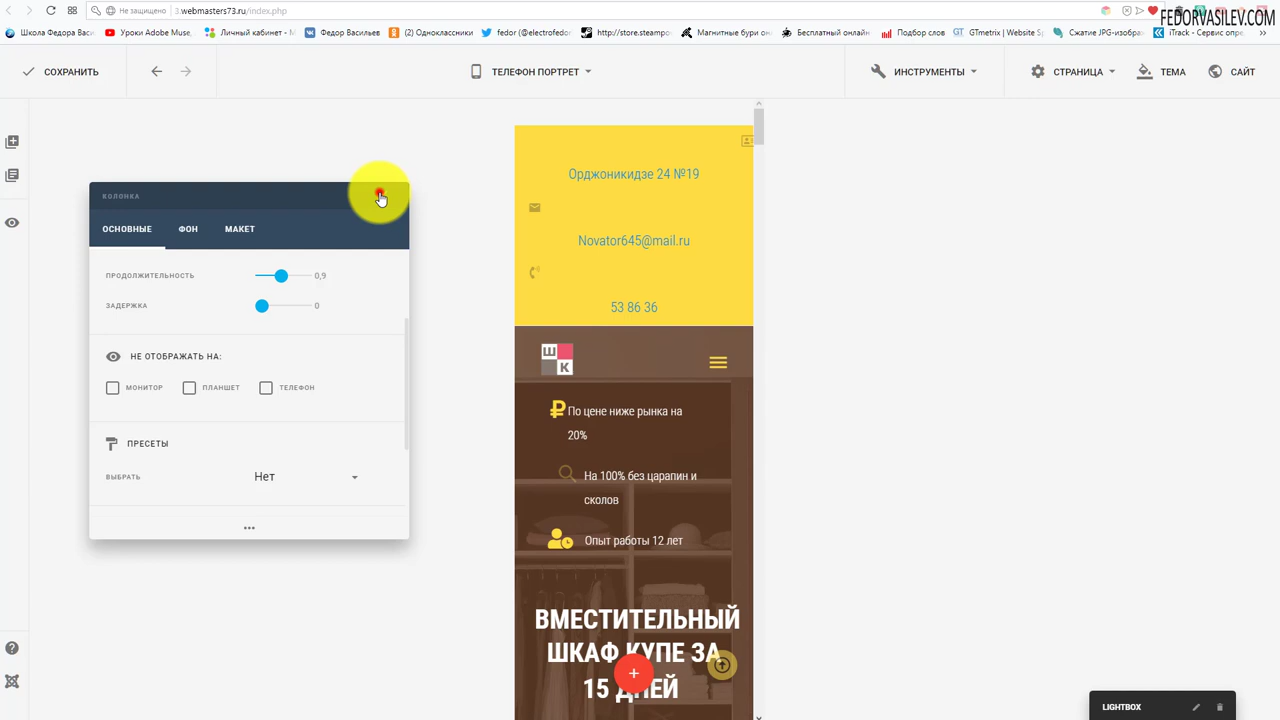 FEDORVASILEV.COM
Не защищено 3.webmasters73.ru/index.php
Школа Федора Васи
Уроки Adobe Muse,
Личный кабинет - М
Федор Васильев
(2) Одноклассники
fedor (@electrofedor)
http://store.steampo
Магнитные бури он
Бесплатный онлайн
Подбор слов
GTmetrix | Website S
Сжатие JPG-изобра
iTrack - Сервис опре
СОХРАНИТЬ
ТЕЛЕФОН ПОРТРЕТ
ИНСТРУМЕНТЫ
СТРАНИЦА
ТЕМА
САЙТ
КОЛОНКА
ОСНОВНЫЕ ФОН МАКЕТ
ПРОДОЛЖИТЕЛЬНОСТЬ 0,9
ЗАДЕРЖКА 0
НЕ ОТОБРАЖАТЬ НА:
МОНИТОР ПЛАНШЕТ ТЕЛЕФОН
ПРЕСЕТЫ
ВЫБРАТЬ Нет
Орджоникидзе 24 №19
Novator645@mail.ru
53 86 36
ШК
По цене ниже рынка на
20%
На 100% без царапин и
сколов
Опыт работы 12 лет
ВМЕСТИТЕЛЬНЫЙ
ШКАФ КУПЕ ЗА
15 ДНЕЙ
LIGHTBOX